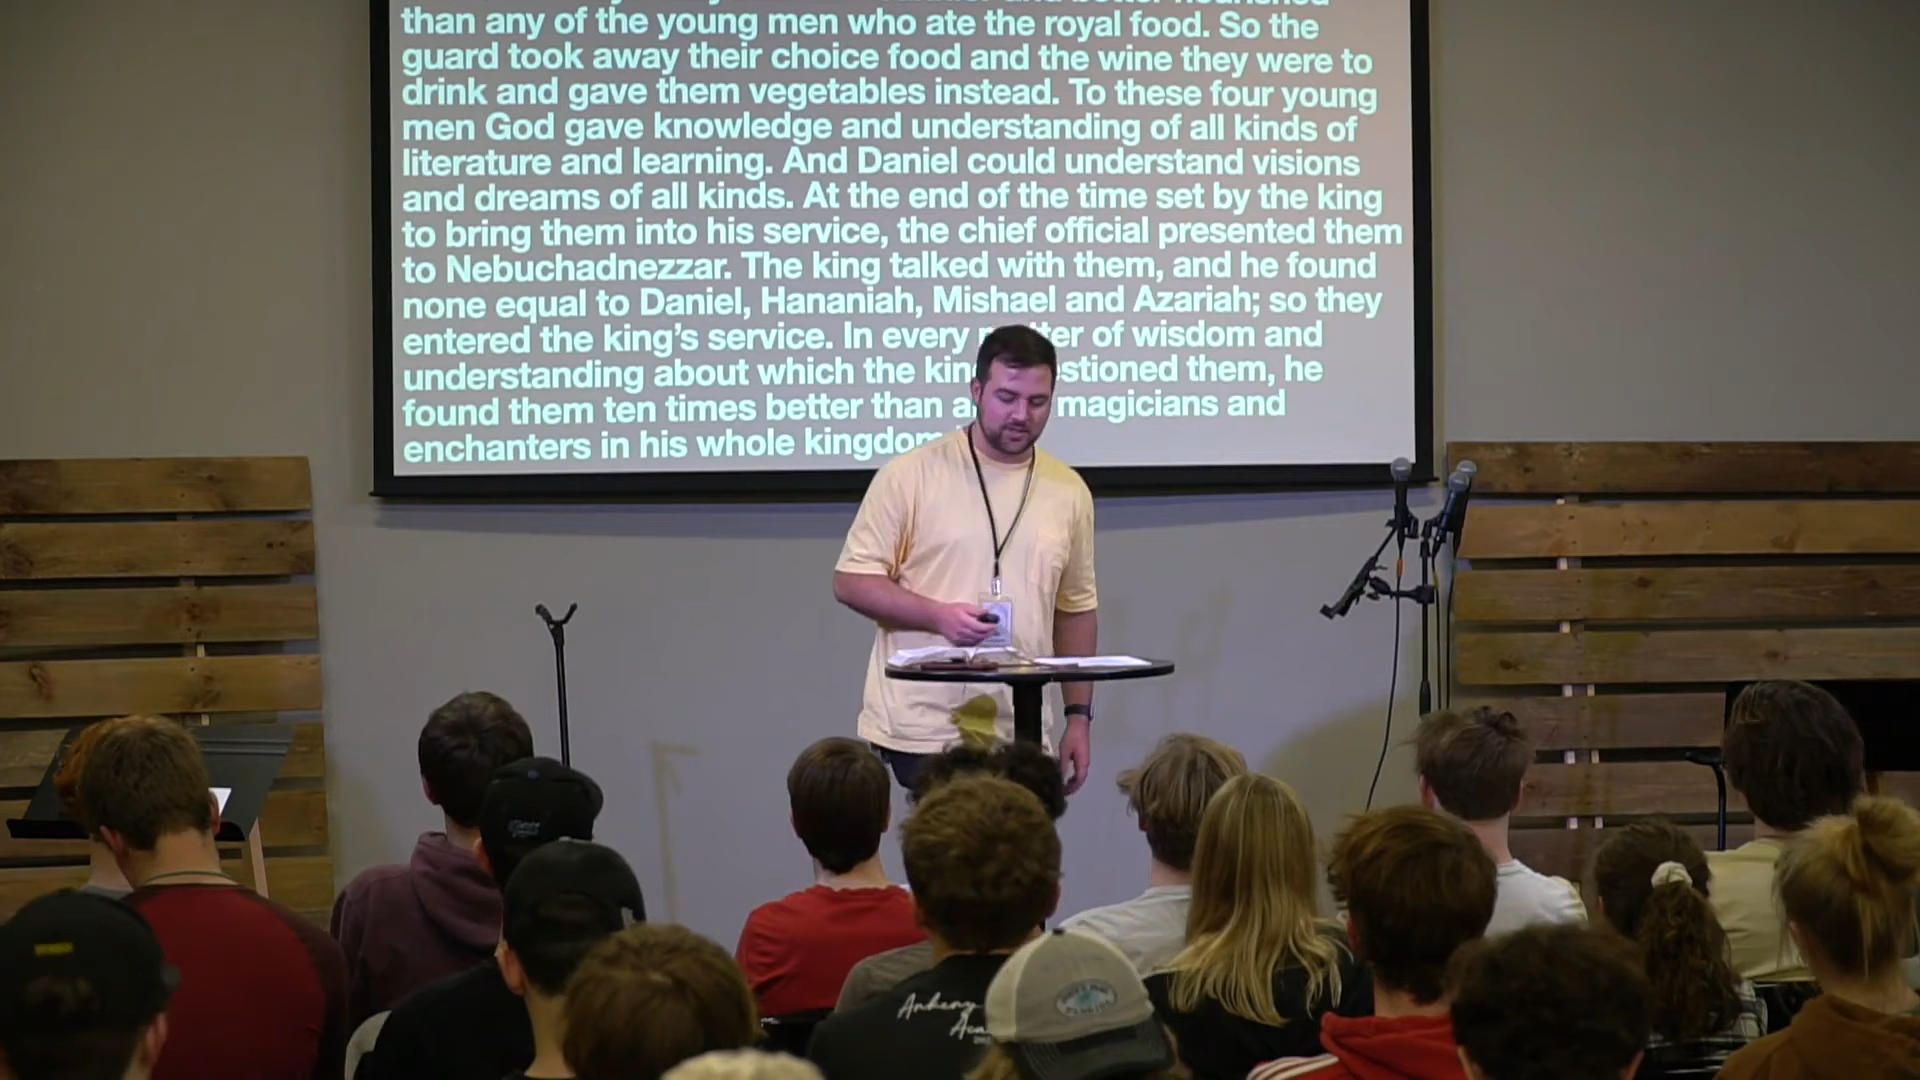 better nourished
than any of the young men who ate the royal food. So the
guard took away their choice food and the wine they were to
drink and gave them vegetables instead. To these four young
men God gave knowledge and understanding of all kinds of
literature and learning. And Daniel could understand visions
and dreams of all kinds. At the end of the time set by the king
to bring them into his service, the chief official presented them
to Nebuchadnezzar. The king talked with them, and he found
none equal to Daniel, Hananiah, Mishael and Azariah; so they
entered the king's service. In every er of wisdom and
understanding about which the kin stioned them, he
found them ten times better than a magicians and
enchanters in his whole kingdom
Ankeny